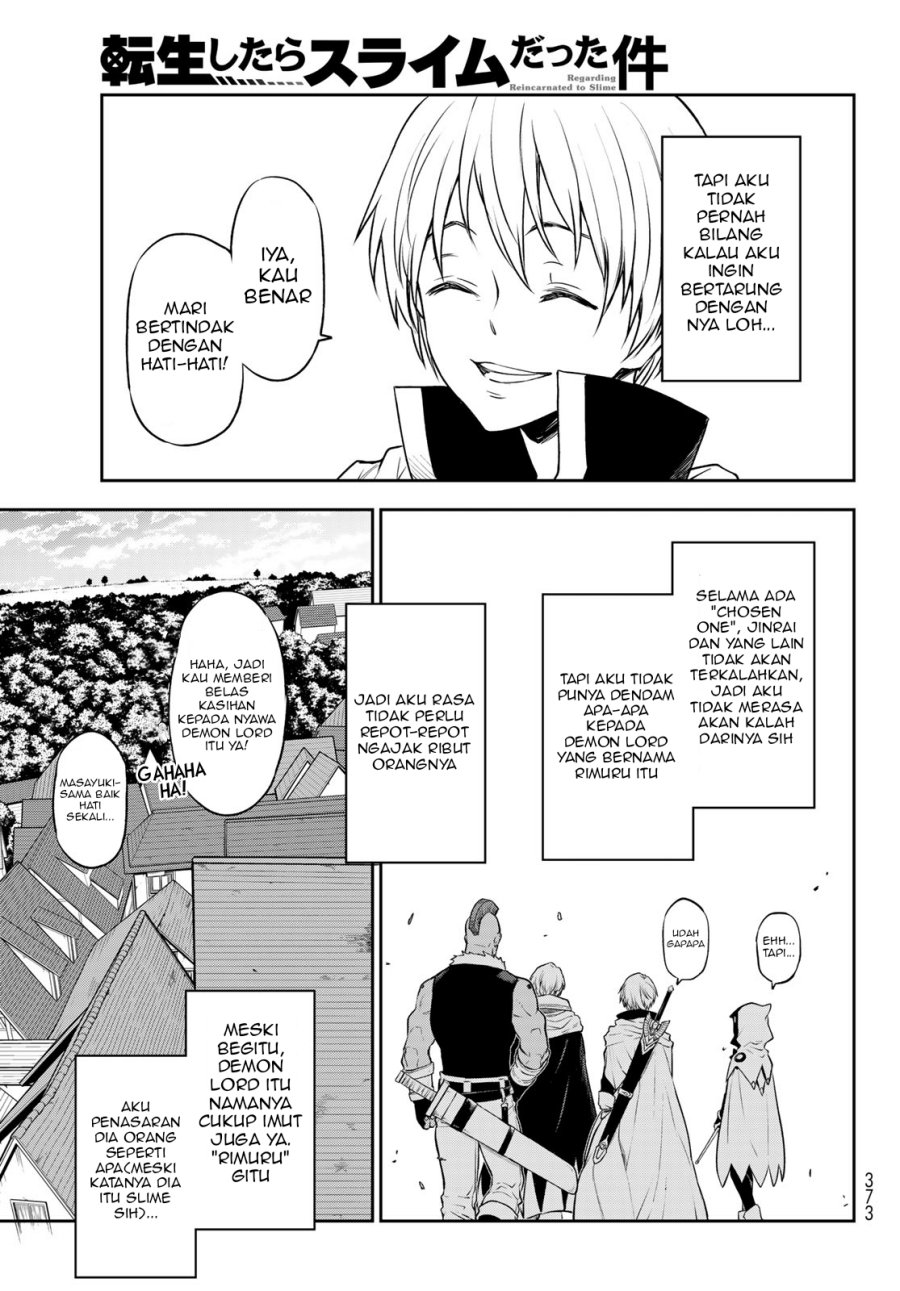 転生したらスライムだった件
Regarding
Reincarnated to Slime
TAPI AKU
TIDAK
PERNAH
BILANG
KALAU AKU
INGIN
BERTARUNG
DENGAN
NYA LOH...
IYA,
KAU
BENAR
MARI
BERTINDAK
DENGAN
HATI-HATI!
SELAMA ADA
"CHOSEN
ONE", JINRAI
DAN YANG LAIN
TIDAK AKAN
TERKALAHKAN,
JADI AKU
TIDAK MERASA
AKAN KALAH
DARINYA SIH
TAPI AKU TIDAK
PUNYA DENDAM
APA-APA
KEPADA
DEMON LORD
YANG BERNAMA
RIMURU ITU
JADI AKU RASA
TIDAK PERLU
REPOT-REPOT
NGAJAK RIBUT
ORANGNYA
EHH...
TAPI...
UDAH
GAPAPA
HAHA, JADI
KAU MEMBERI
BELAS
KASIHAN
KEPADA NYAWA
DEMON LORD
ITU YA!
GAHAHA
HA!
MASAYUKI-
SAMA BAIK
HATI
SEKALI...
MESKI
BEGITU,
DEMON
LORD ITU
NAMANYA
CUKUP IMUT
JUGA YA.
"RIMURU"
GITU
AKU
PENASARAN
DIA ORANG
SEPERTI
APA(MESKI
KATANYA DIA
ITU SLIME
SIH)...
373